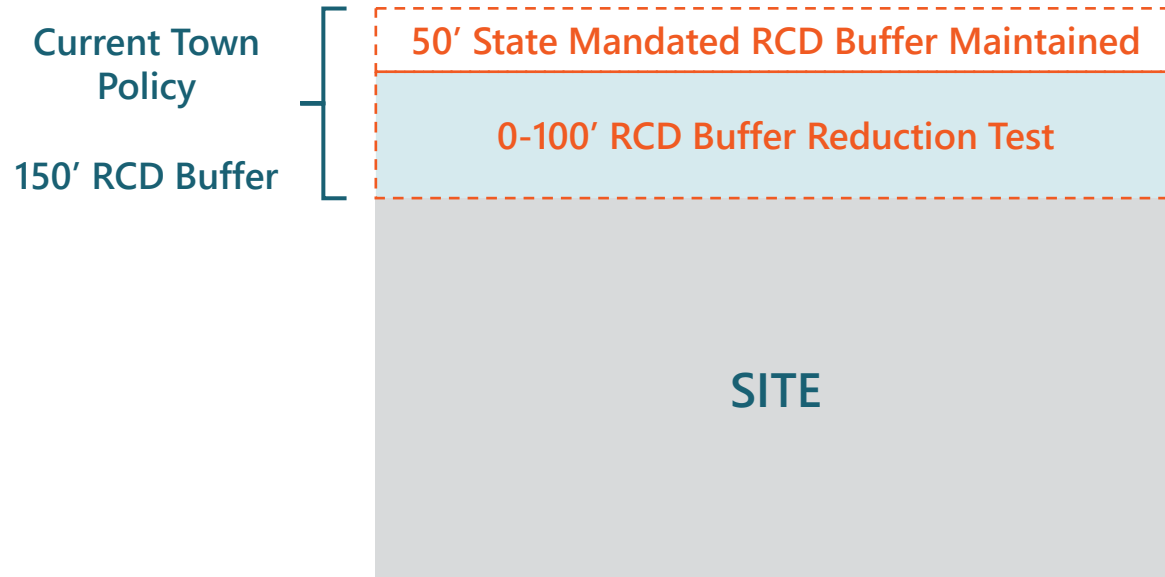 Current Town
Policy
150’ RCD Buffer
50’ State Mandated RCD Buffer Maintained
0-100’ RCD Buffer Reduction Test
SITE